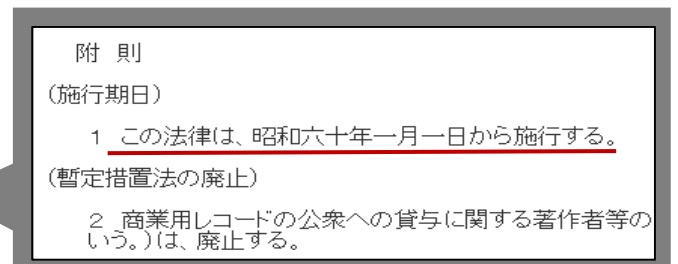 附 則
(施行期日)
1 この法律は、昭和六十年一月一日から施行する。
(暫定措置法の廃止)
2 商業用レコードの公衆への貸与に関する著作者等の
いう。)は、廃止する。